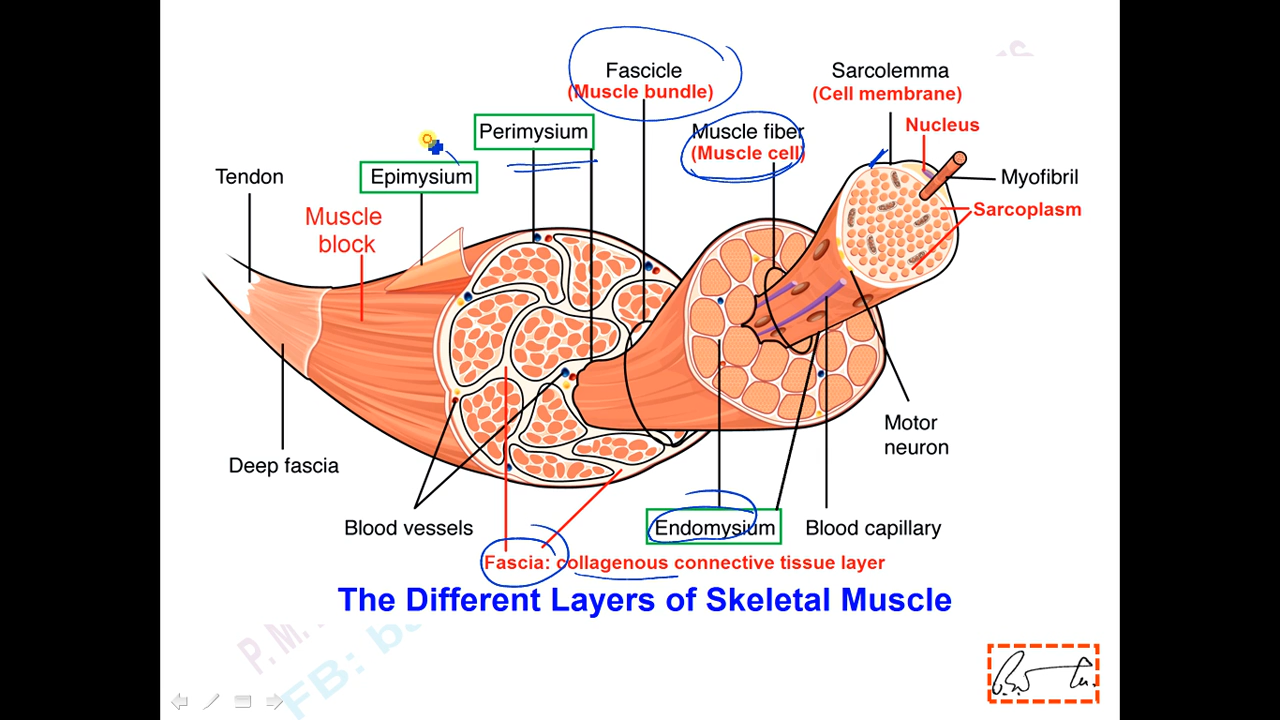 Fascicle
(Muscle bundle)
Sarcolemma
(Cell membrane)
Nucleus
Perimysium
Muscle fiber
(Muscle cell)
Epimysium
Tendon
Myofibril
Muscle
block
Sarcoplasm
Motor
neuron
Deep fascia
Blood vessels
Endomysium
Blood capillary
Fascia: collagenous connective tissue layer
The Different Layers of Skeletal Muscle
P. M.
FB: